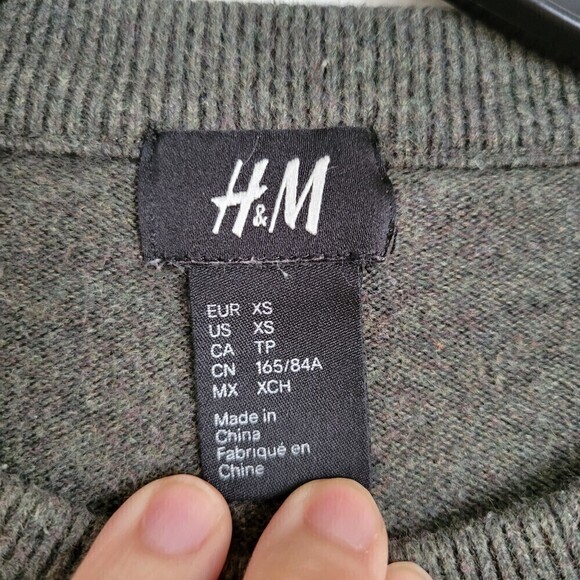 H&M
EUR XS
US XS
CA TP
CN 165/84A
MX XCH
Made in
China
Fabriqué en
Chine